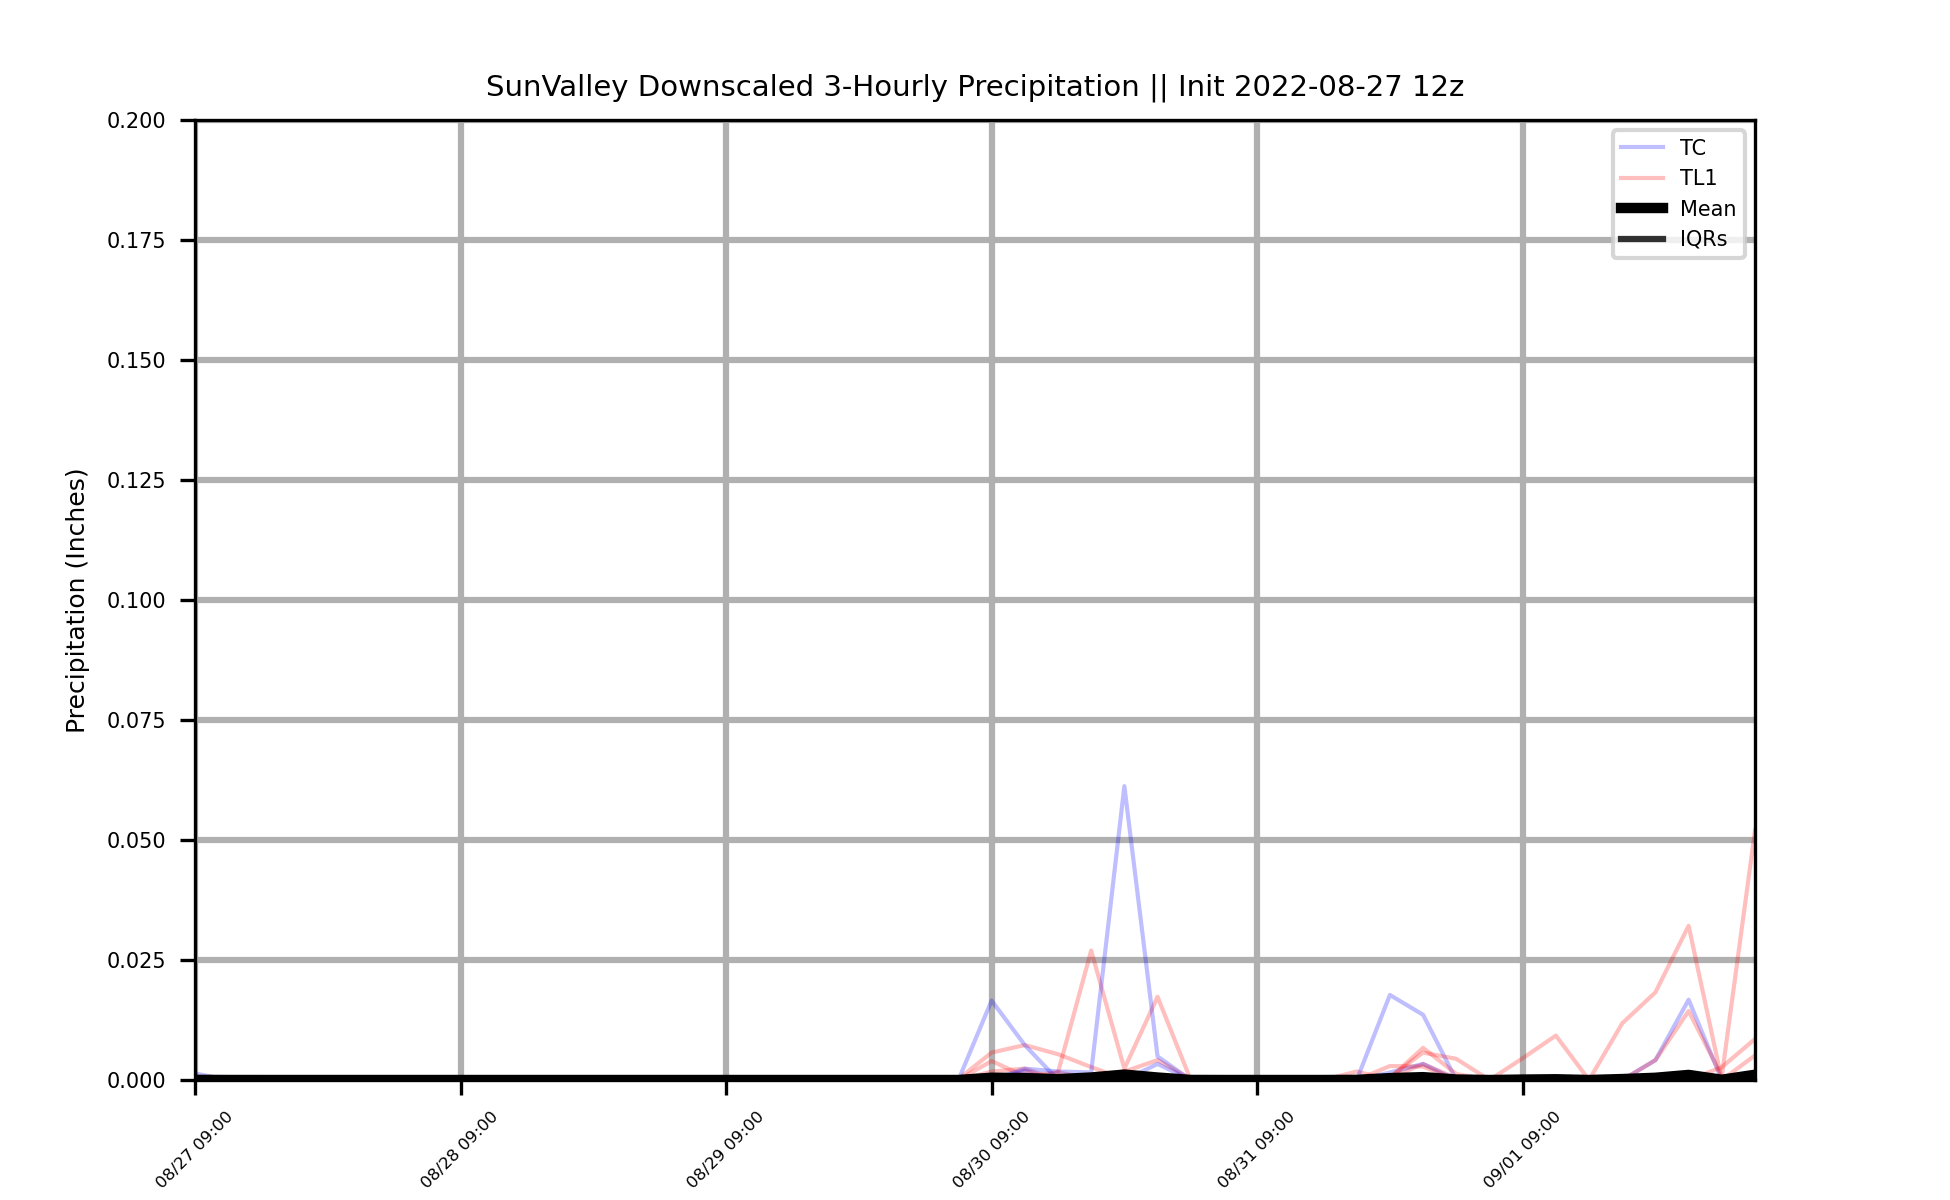 SunValley Downscaled 3-Hourly Precipitation || Init 2022-08-27 12z
0.200
0.175
0.150
0.125
0.100
0.075
0.050
0.025
0.000
Precipitation (Inches)
TC
TL1
Mean
IQRs
08/27 09:00
08/28 09:00
08/29 09:00
08/30 09:00
08/31 09:00
09/01 09:00